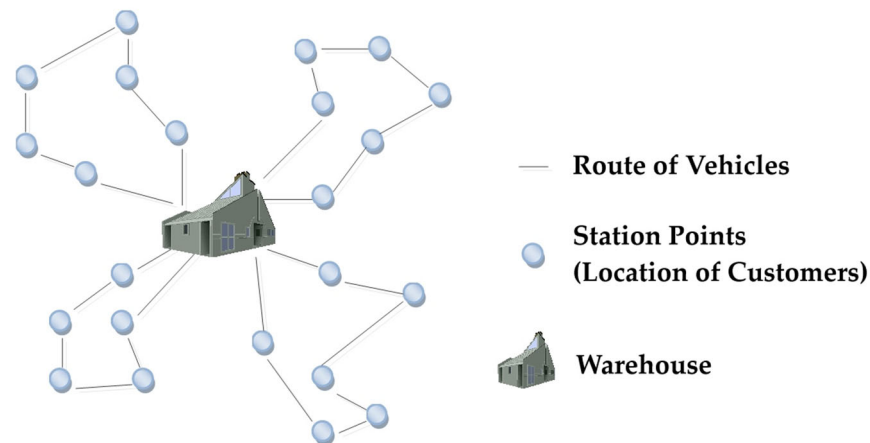 Route of Vehicles
Station Points
(Location of Customers)
Warehouse